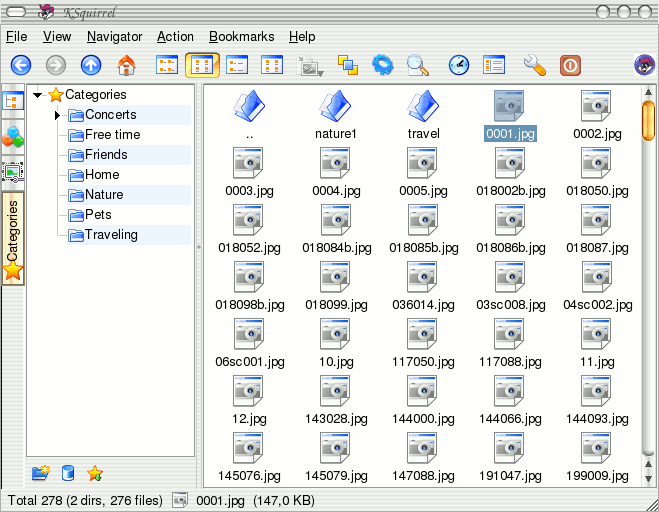 KSquirrel
File View Navigator Action Bookmarks Help
Categories
Concerts
Free time
Friends
Home
Nature
Pets
Traveling
Categories
.. nature1 travel 0001.jpg 0002.jpg
0003.jpg 0004.jpg 0005.jpg 018002b.jpg 018050.jpg
018052.jpg 018084b.jpg 018085b.jpg 018086b.jpg 018087.jpg
018098b.jpg 018099.jpg 036014.jpg 03sc008.jpg 04sc002.jpg
06sc001.jpg 10.jpg 117050.jpg 117088.jpg 11.jpg
12.jpg 143028.jpg 144000.jpg 144066.jpg 144093.jpg
145076.jpg 145079.jpg 147088.jpg 191047.jpg 199009.jpg
Total 278 (2 dirs, 276 files) 0001.jpg (147,0 KB)